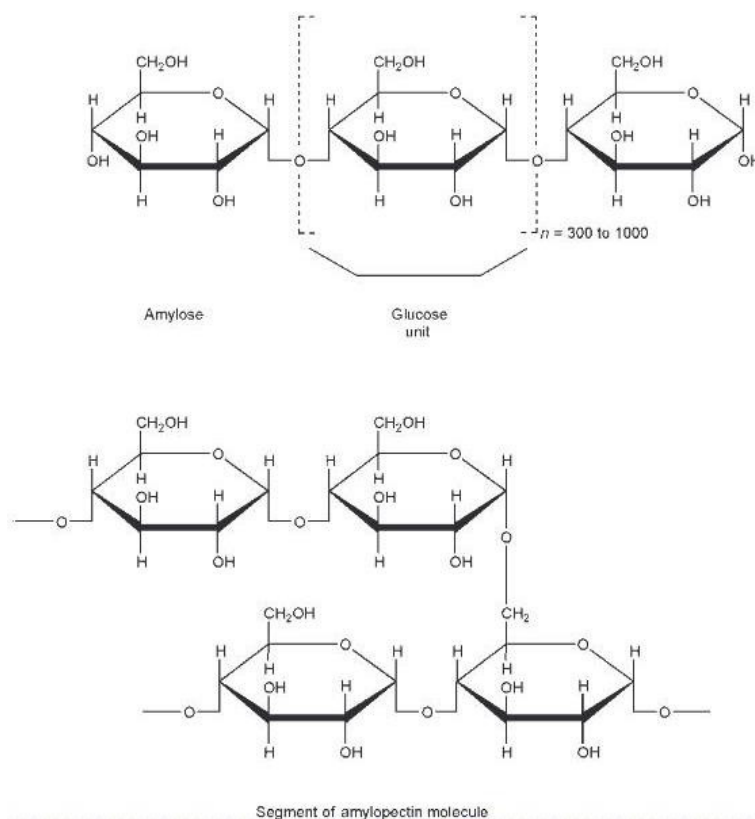 CH₂OH CH₂OH CH₂OH
H O H H O H H O H
H H H
OH H OH H OH H
OH O O OH
H OH H OH H OH
n = 300 to 1000
Amylose Glucose
unit
CH₂OH CH₂OH
H O H H O H
H H
OH H OH H
O O O
H OH H OH
CH₂OH CH₂
H O H H O H
H H
OH H OH H
O O O
H OH H OH
Segment of amylopectin molecule